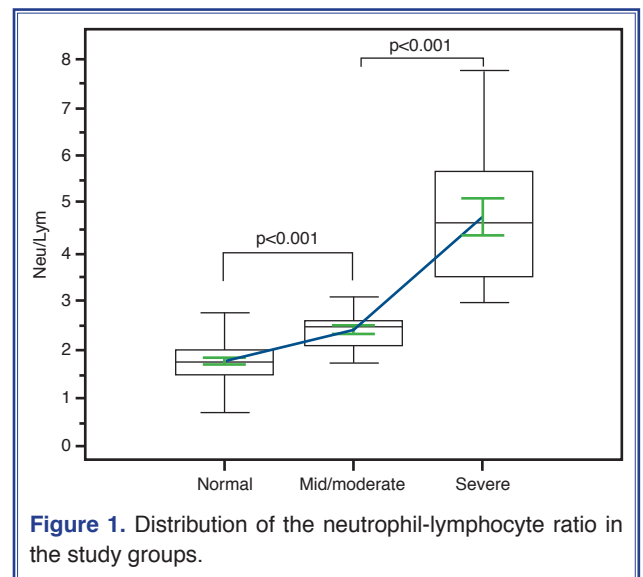 8
7
6
5
4
3
2
1
0
Neu/Lym
p<0.001
p<0.001
Normal Mid/moderate Severe
Figure 1. Distribution of the neutrophil-lymphocyte ratio in
the study groups.